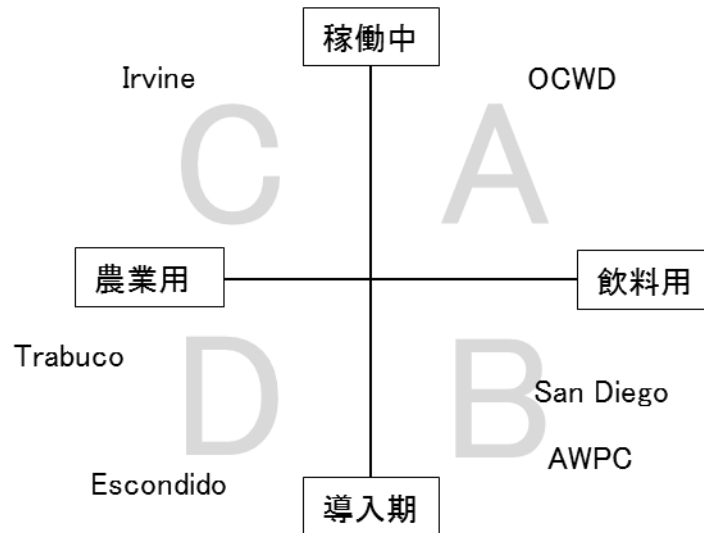 稼働中
Irvine
OCWD
C
A
農業用
飲料用
Trabuco
D
B
San Diego
AWPC
Escondido
導入期